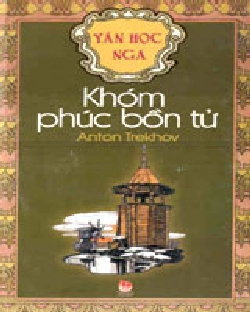 VĂN HỌC
NGA
Khóm
phúc bồn tử
Anton Trekhov